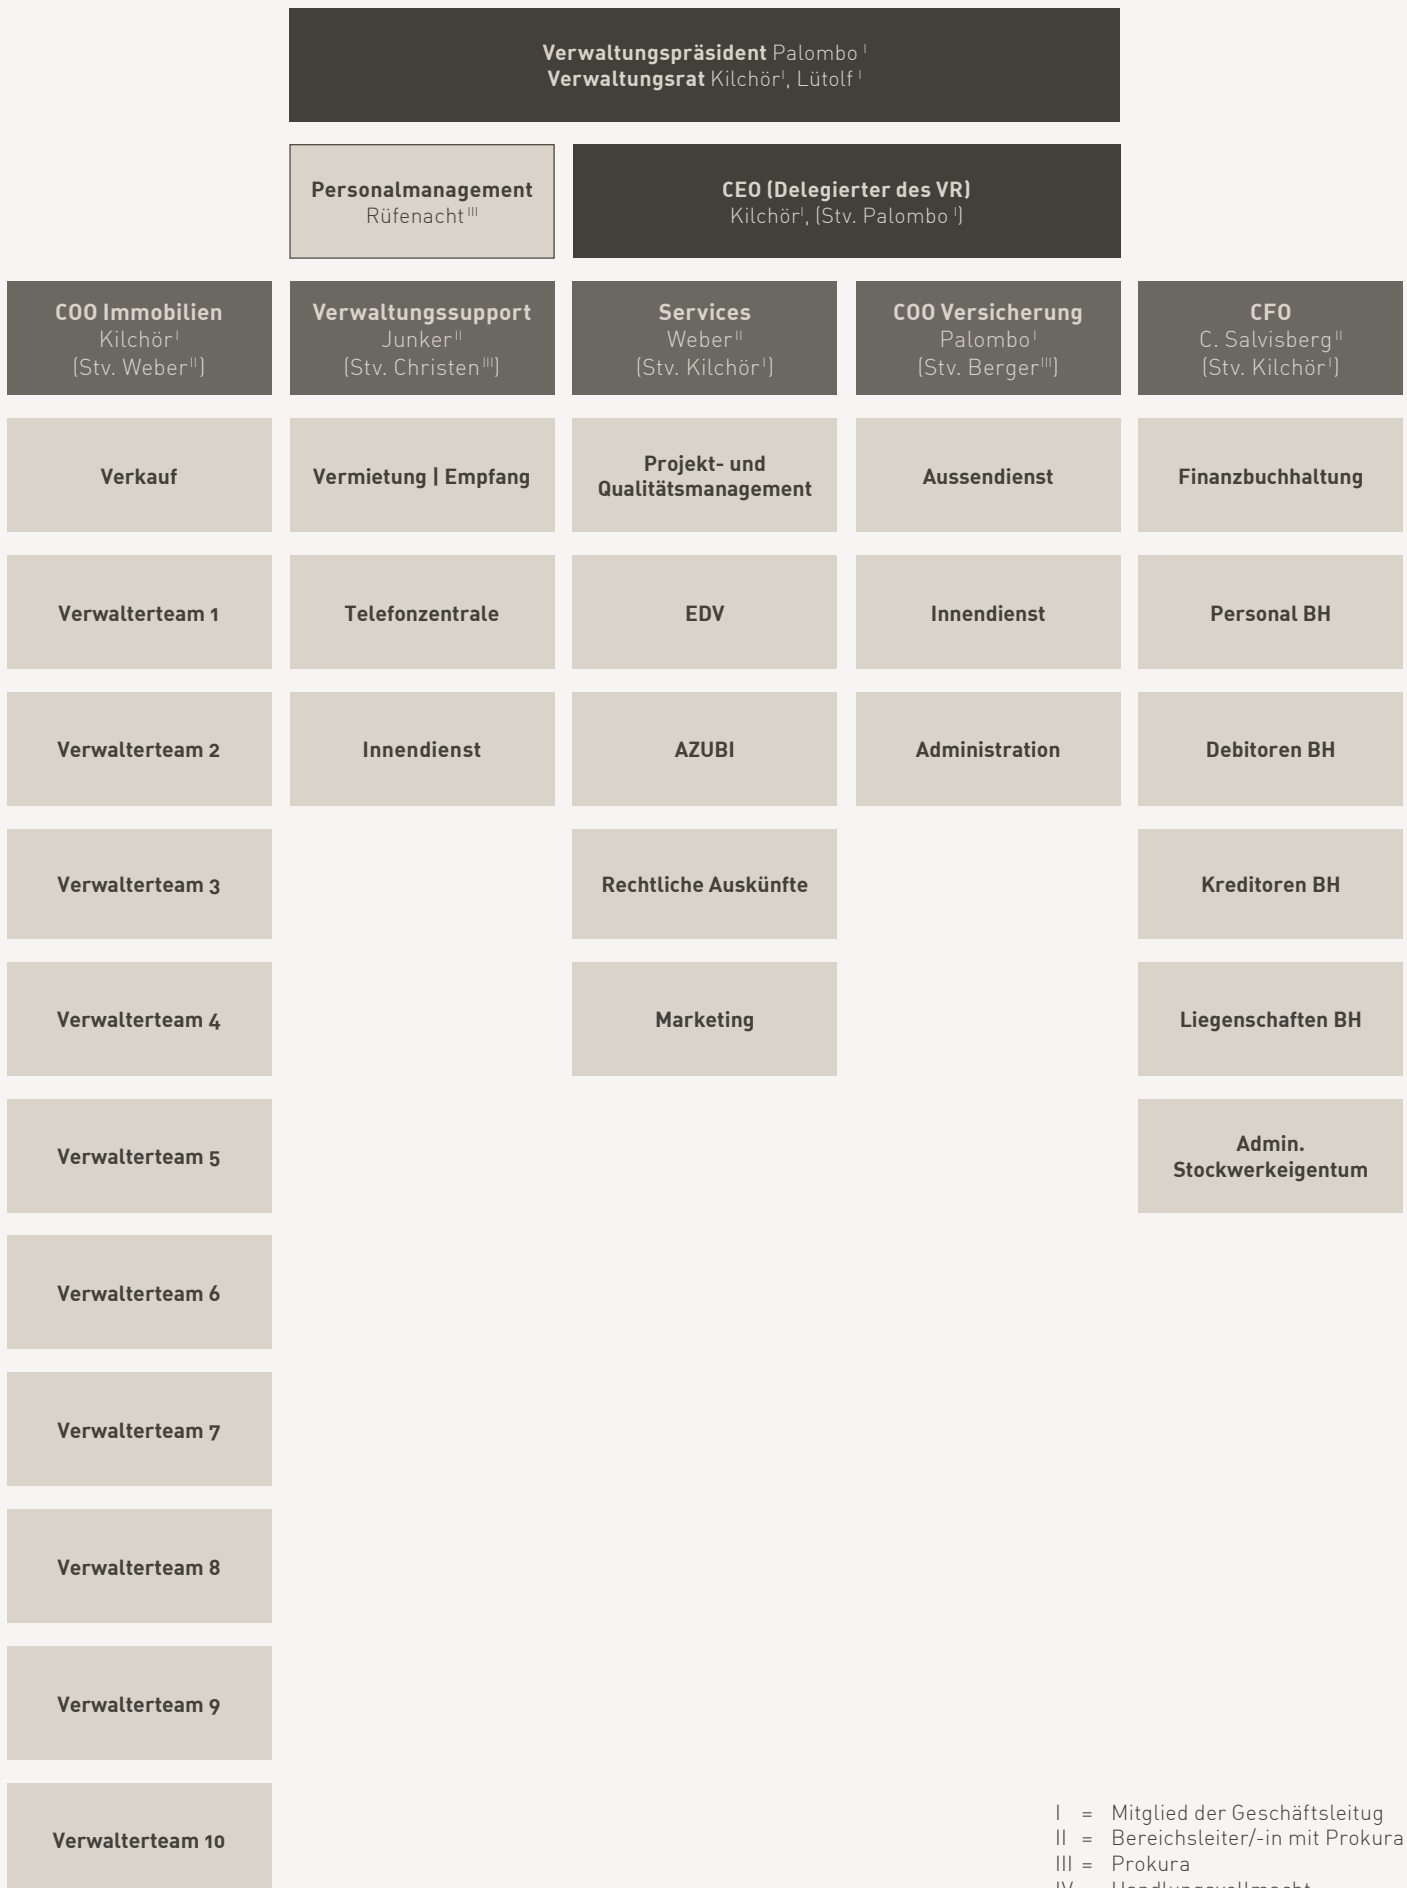 Verwaltungspräsident Palombo I
Verwaltungsrat Kilchör I, Lütolf I
Personalmanagement
Rüfenacht III
CEO (Delegierter des VR)
Kilchör I, (Stv. Palombo I)
COO Immobilien
Kilchör I
(Stv. Weber II)
Verwaltungssupport
Junker II
(Stv. Christen III)
Services
Weber II
(Stv. Kilchör I)
COO Versicherung
Palombo I
(Stv. Berger III)
CFO
C. Salvisberg II
(Stv. Kilchör I)
Verkauf
Vermietung | Empfang
Projekt- und
Qualitätsmanagement
Aussendienst
Finanzbuchhaltung
Verwalterteam 1
Telefonzentrale
EDV
Innendienst
Personal BH
Verwalterteam 2
Innendienst
AZUBI
Administration
Debitoren BH
Verwalterteam 3
Rechtliche Auskünfte
Kreditoren BH
Verwalterteam 4
Marketing
Liegenschaften BH
Verwalterteam 5
Admin.
Stockwerkeigentum
Verwalterteam 6
Verwalterteam 7
Verwalterteam 8
Verwalterteam 9
Verwalterteam 10
I = Mitglied der Geschäftsleitug
II = Bereichsleiter/-in mit Prokura
III = Prokura
IV = Handlungsvollmacht